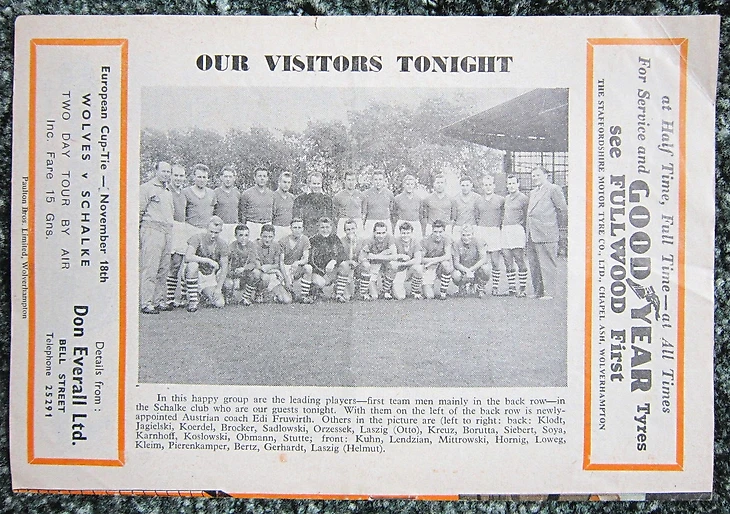 OUR VISITORS TONIGHT
In this happy group are the leading players—first team men mainly in the back row—in
the Schalke club who are our guests tonight. With them on the left of the back row is newly-
appointed Austrian coach Edi Fruwirth. Others in the picture are (left to right: back: Klodt,
Jagielski, Koerdel, Brocker, Sadlowski, Orzessek, Laszig (Otto), Kreuz, Borutta, Siebert, Soya,
Karnhoff, Koslowski, Obmann, Stutte; front: Kuhn, Lendzian, Mittrowski, Hornig, Loweg,
Kleim, Pierenkamper, Bertz, Gerhardt, Laszig (Helmut).
European Cup-Tie — November 18th
WOLVES v SCHALKE
TWO DAY TOUR BY AIR
Inc. Fare 15 Gns.
Details from :
Don Everall Ltd.
BELL STREET
Telephone 25291
Paulton Bros. Limited, Wolverhampton
at Half Time, Full Time—at All Times
For Service and GOODYEAR Tyres
see FULLWOOD First
THE STAFFORDSHIRE MOTOR TYRE CO., LTD., CHAPEL ASH, WOLVERHAMPTON